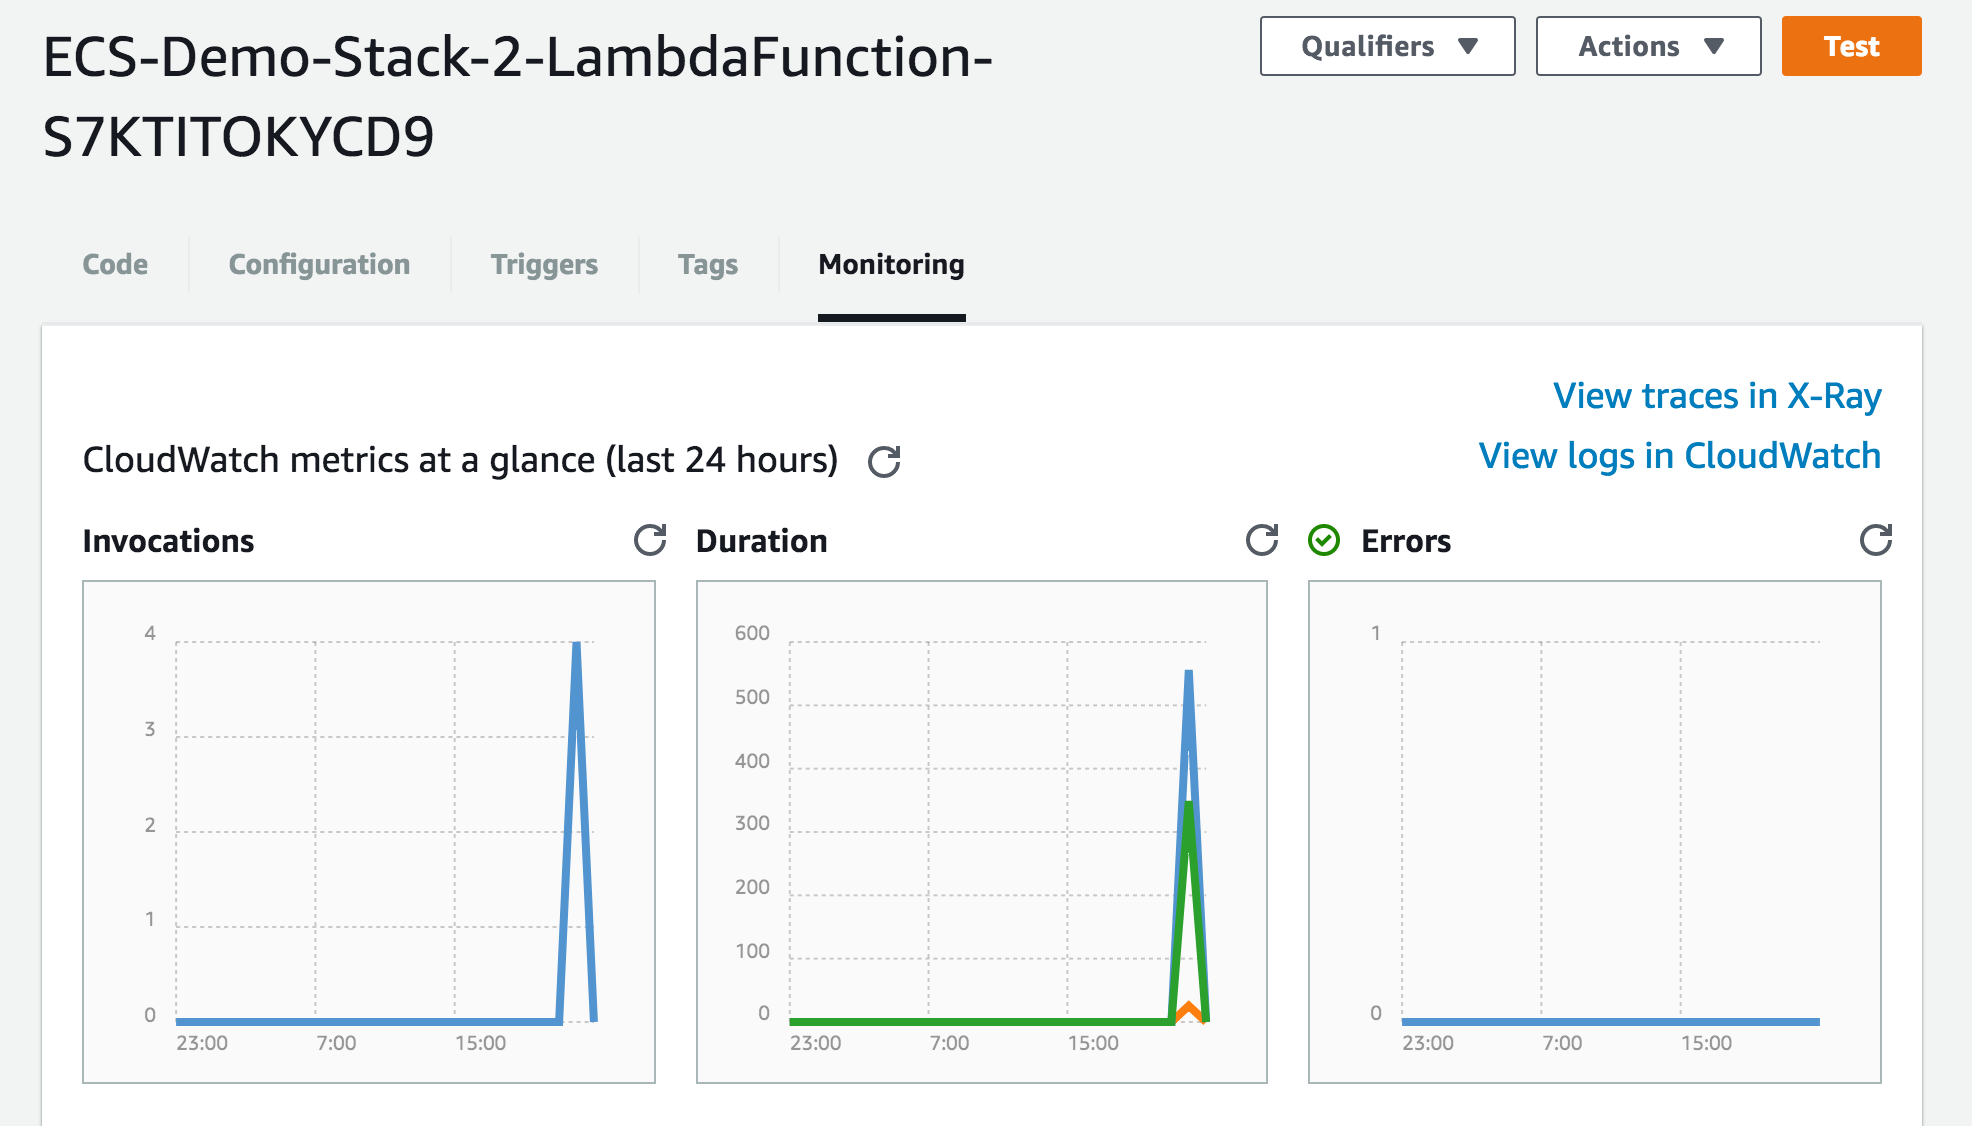 ECS-Demo-Stack-2-LambdaFunction-
S7KTITOKYCD9
Qualifiers
Actions
Test
Code
Configuration
Triggers
Tags
Monitoring
View traces in X-Ray
CloudWatch metrics at a glance (last 24 hours)
View logs in CloudWatch
Invocations
4
3
2
1
0
23:00 7:00 15:00
Duration
600
500
400
300
200
100
0
23:00 7:00 15:00
Errors
1
0
23:00 7:00 15:00